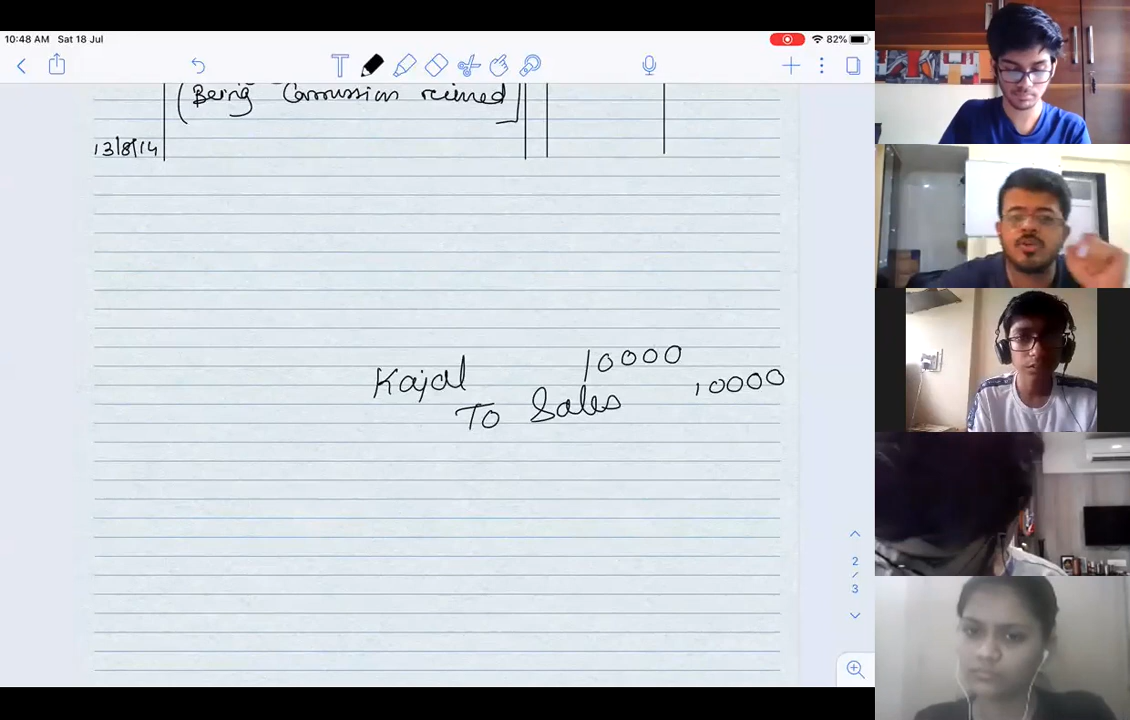 10:48 AM Sat 18 Jul
82%
T
(Being Commission received]
13/8/14
Kajal 10000
To Sales 10000
2
/
3